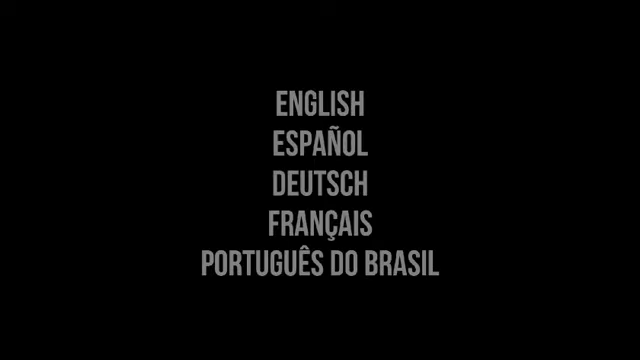 ENGLISH
ESPAÑOL
DEUTSCH
FRANÇAIS
PORTUGUÊS DO BRASIL